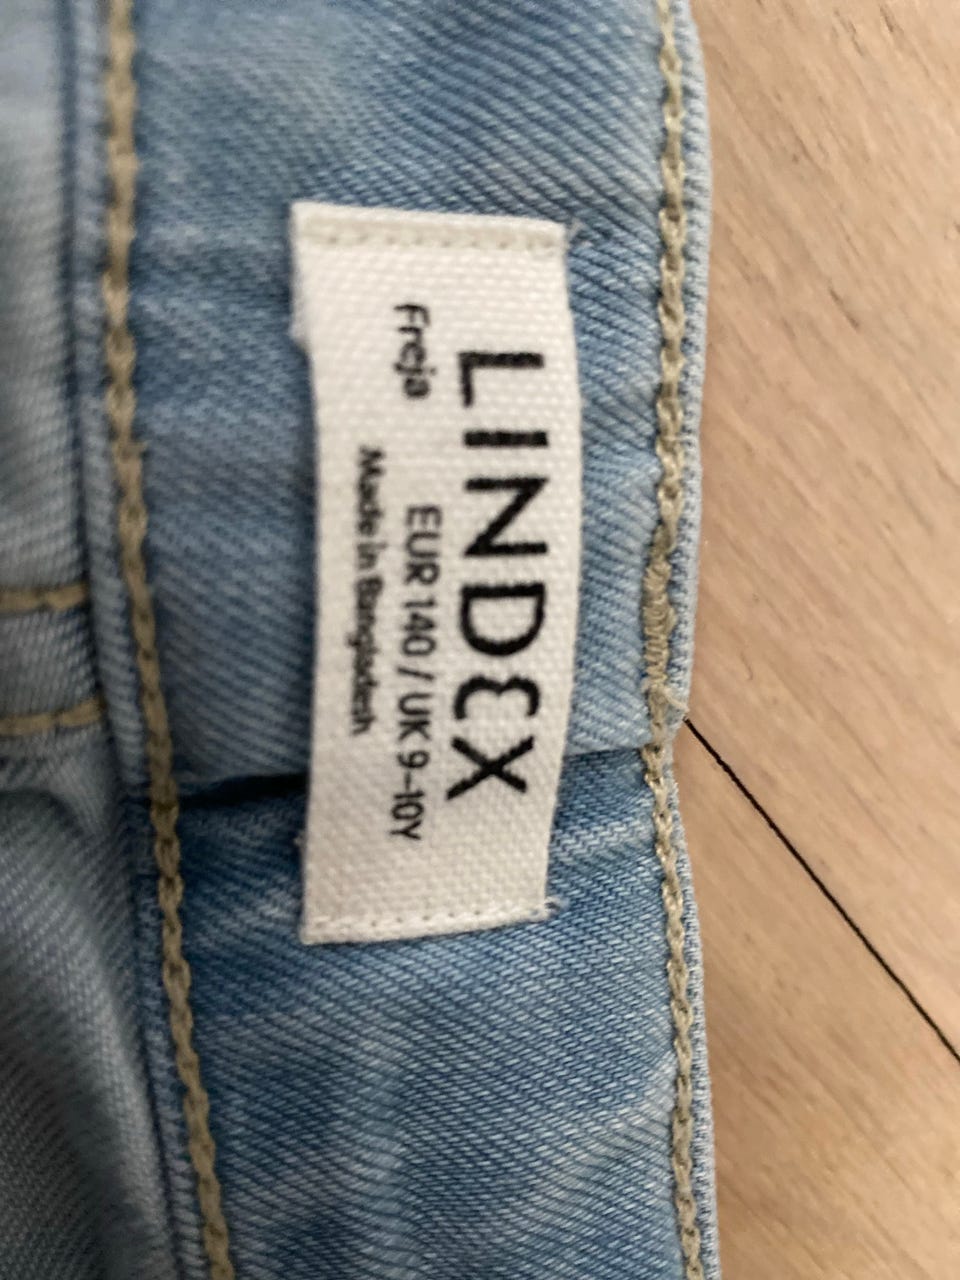 LINDEX
Freja EUR 140 / UK 9-10Y
Made in Bangladesh